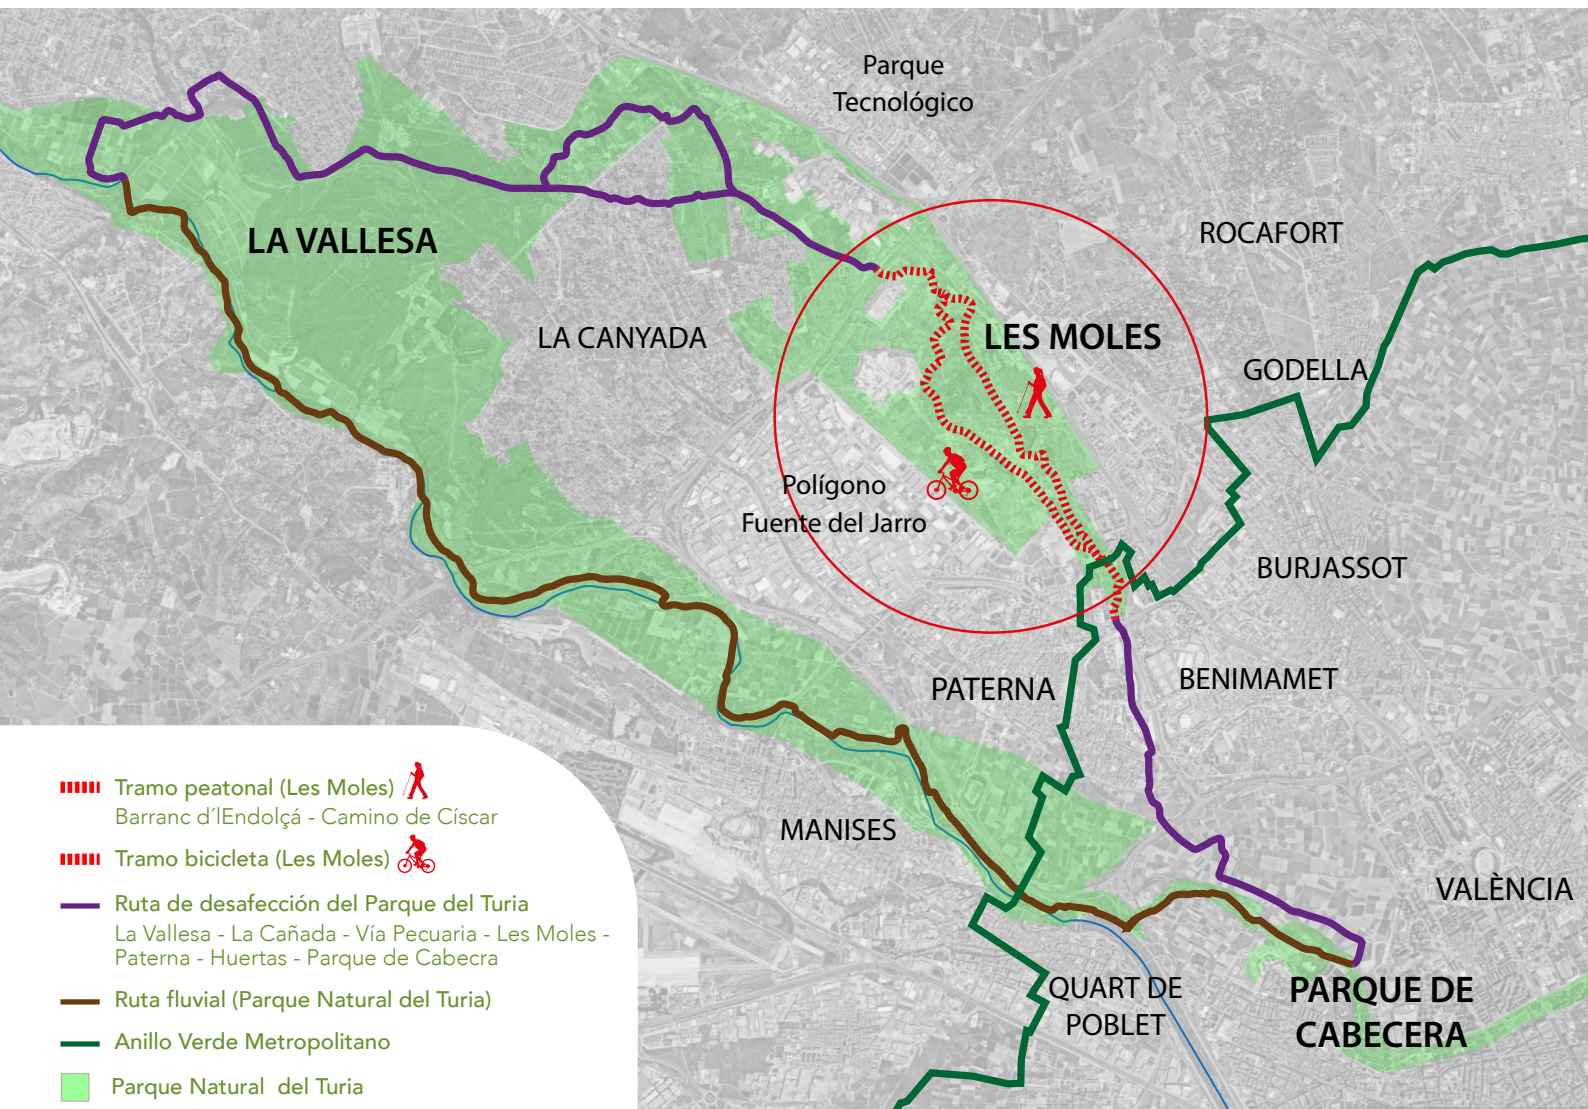 Parque
Tecnológico
ROCAFORT
LA VALLESA
LA CANYADA
LES MOLES
GODELLA
Polígono
Fuente del Jarro
BURJASSOT
PATERNA
BENIMAMET
MANISES
VALÈNCIA
QUART DE
POBLET
PARQUE DE
CABECERA
Tramo peatonal (Les Moles)
Barranc d´lEndolçá - Camino de Císcar
Tramo bicicleta (Les Moles)
Ruta de desafección del Parque del Turia
La Vallesa - La Cañada - Vía Pecuaria - Les Moles -
Paterna - Huertas - Parque de Cabecra
Ruta fluvial (Parque Natural del Turia)
Anillo Verde Metropolitano
Parque Natural del Turia